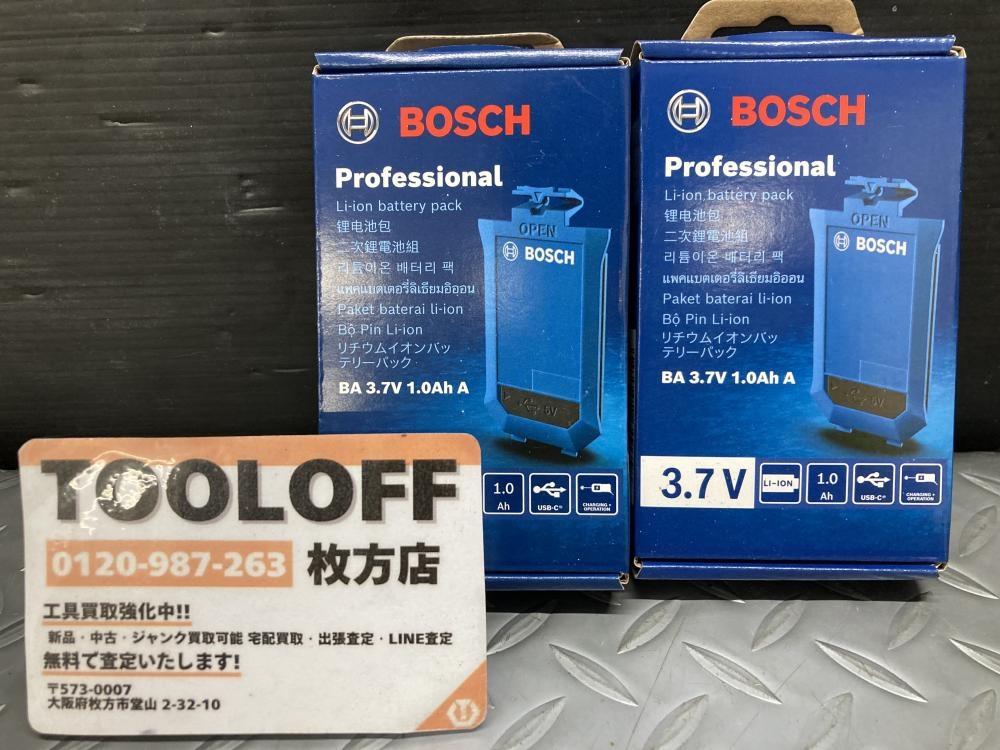 BOSCH
Professional
Li-ion battery pack
锂电池包
二次鋰電池組
리튬이온 배터리 팩
แพคแบตเตอรี่ลิเธียมอิออน
Paket baterai li-ion
Bộ Pin Li-ion
リチウムイオンバッ
テリーパック
BA 3.7V 1.0Ah A
OPEN
BOSCH
5V
1.0
Ah
USB-C®
CHARGING +
OPERATION
BOSCH
Professional
Li-ion battery pack
锂电池包
二次鋰電池組
리튬이온 배터리 팩
แพคแบตเตอรี่ลิเธียมอิออน
Paket baterai li-ion
Bộ Pin Li-ion
リチウムイオンバッ
テリーパック
BA 3.7V 1.0Ah A
OPEN
BOSCH
5V
3.7 V
LI-ION
1.0
Ah
USB-C®
CHARGING +
OPERATION
TOOLOFF
0120-987-263 枚方店
工具買取強化中!!
新品・中古・ジャンク買取可能 宅配買取・出張査定・LINE査定
無料で査定いたします!
〒573-0007
大阪府枚方市堂山 2-32-10